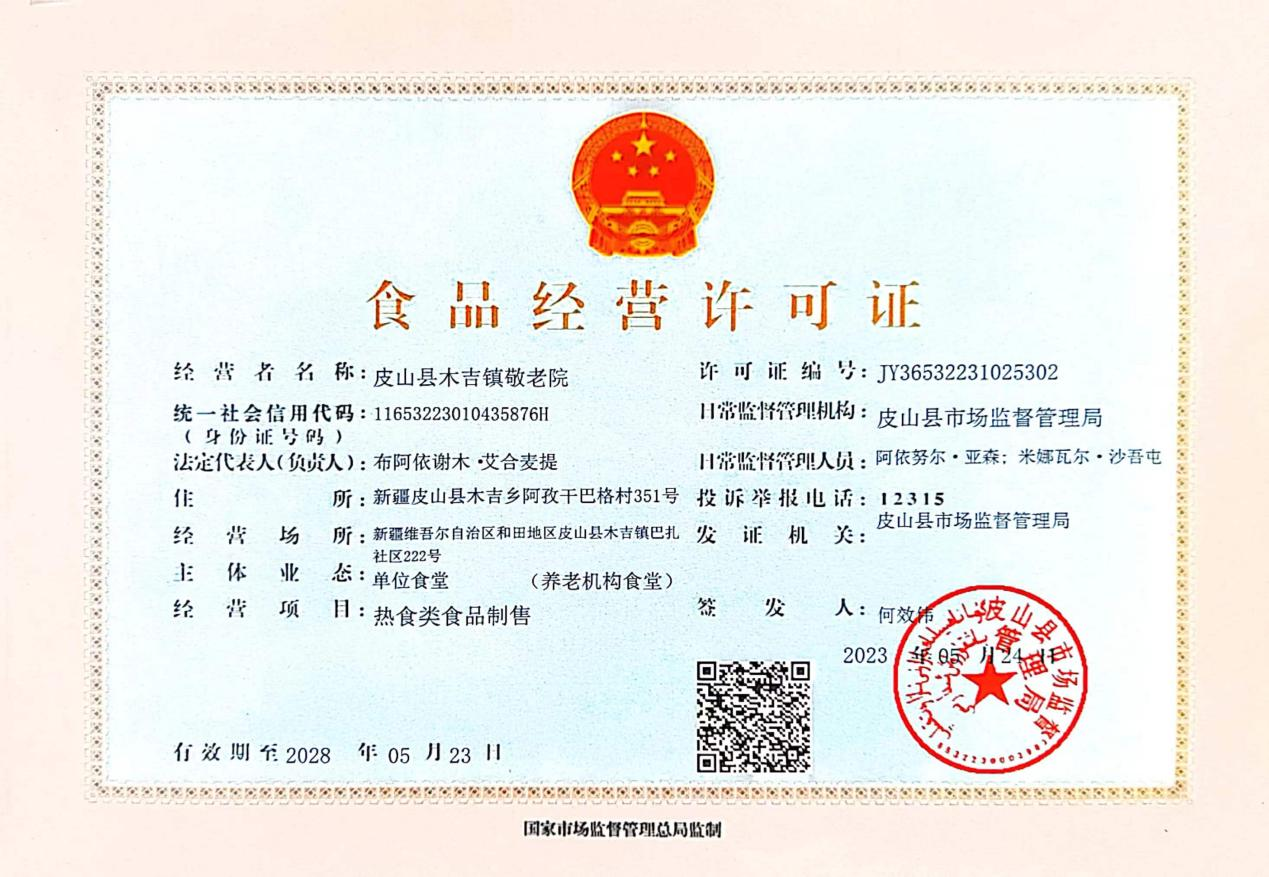 食品经营许可证
经营者名称：皮山县木吉镇敬老院
统一社会信用代码：11653223010435876H
（身份证号码）
法定代表人（负责人）：布阿依谢木·艾合麦提
住所：新疆皮山县木吉乡阿孜干巴格村351号
经营场所：新疆维吾尔自治区和田地区皮山县木吉镇巴扎
社区222号
主体业态：单位食堂 （养老机构食堂）
经营项目：热食类食品制售
有效期至2028 年05 月23 日
许可证编号：JY36532231025302
日常监督管理机构：皮山县市场监督管理局
日常监督管理人员：阿依努尔·亚森；米娜瓦尔·沙吾屯
投诉举报电话：12315
发证机关：皮山县市场监督管理局
签发人：何效伟
2023 年05 月24 日
皮山县市场监督
管理局
国家市场监督管理总局监制